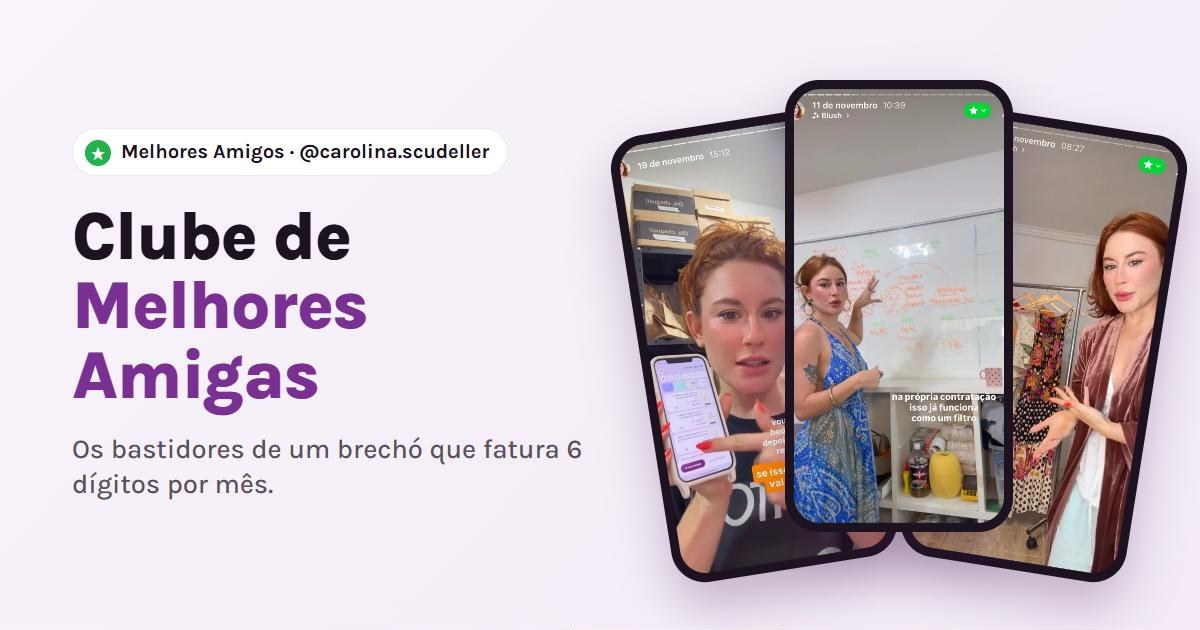 Melhores Amigos · @carolina.scudeller
Clube de
Melhores
Amigas
Os bastidores de um brechó que fatura 6
dígitos por mês.
19 de novembro 15:12
se isso
11 de novembro 10:39
Blush >
na própria contratação
isso já funciona
como um filtro
novembro 08:27